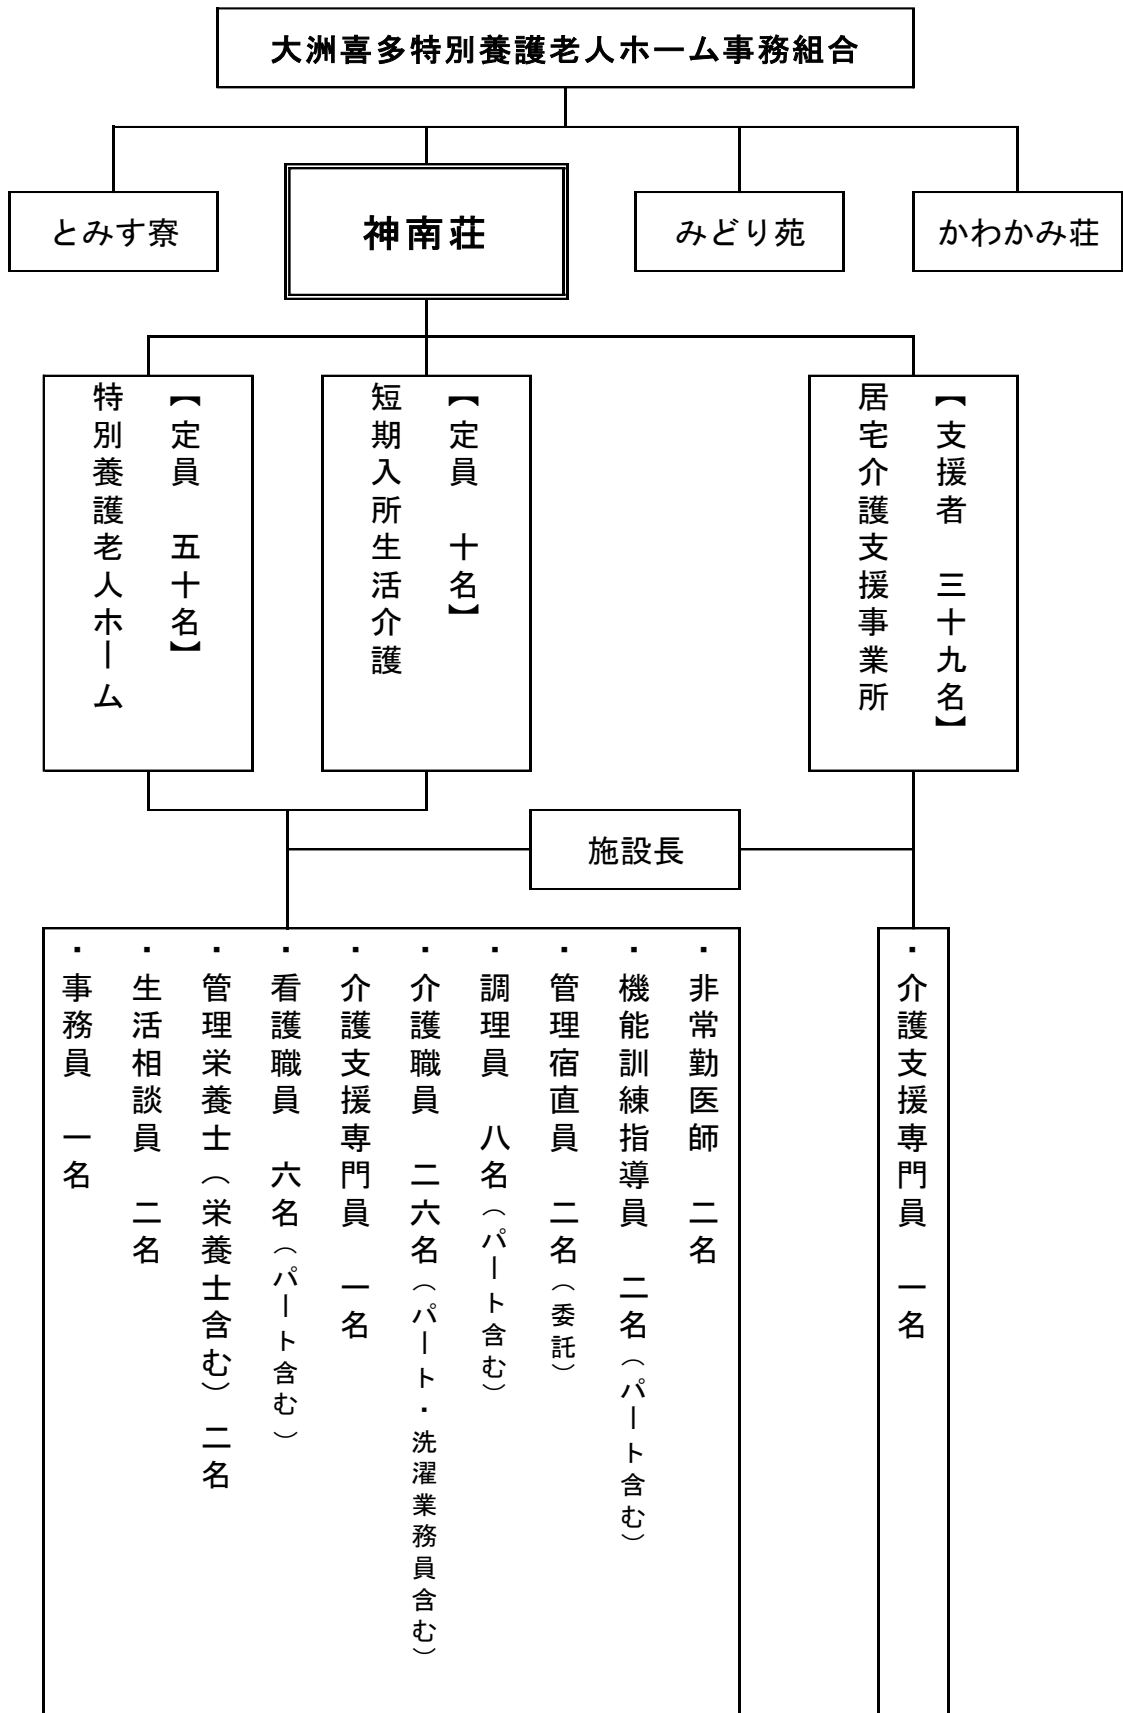 大洲喜多特別養護老人ホーム事務組合
とみす寮
神南荘
みどり苑
かわかみ荘
【定員　五十名】
特別養護老人ホーム
【定員　十名】
短期入所生活介護
【支援者　三十九名】
居宅介護支援事業所
施設長
・介護支援専門員　一名
・非常勤医師　二名
・機能訓練指導員　二名（パート含む）
・管理宿直員　二名（委託）
・調理員　八名（パート含む）
・介護職員　二六名（パート・洗濯業務員含む）
・介護支援専門員　一名
・看護職員　六名（パート含む）
・管理栄養士（栄養士含む）二名
・生活相談員　二名
・事務員　一名